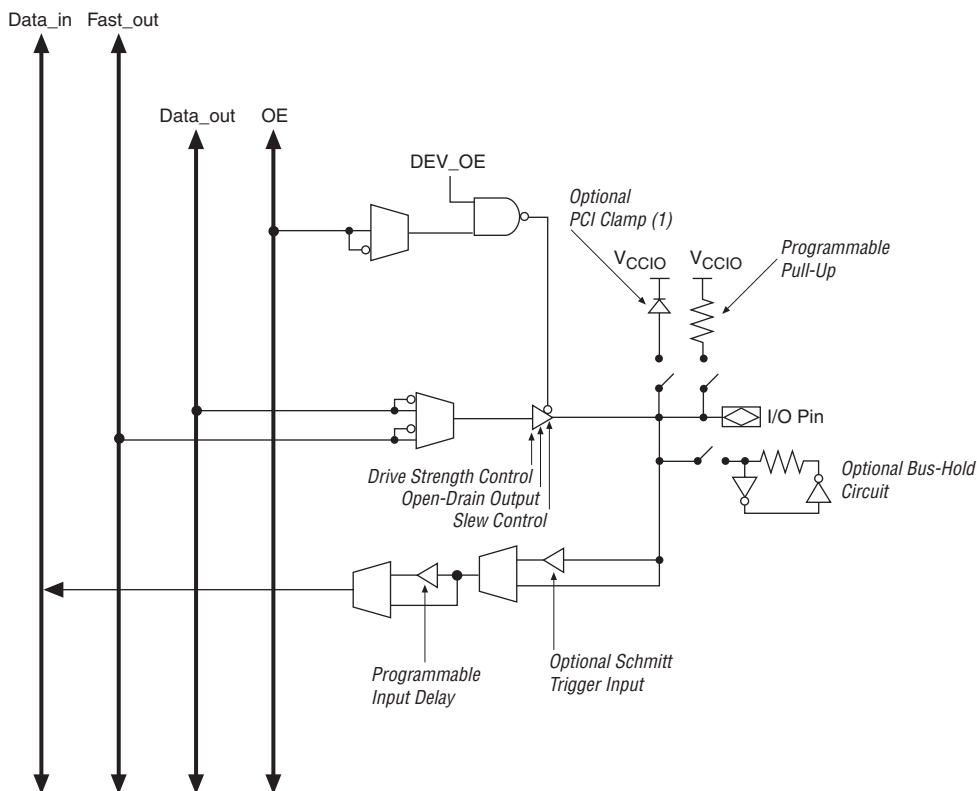 Data_in Fast_out
Data_out OE
DEV_OE
Optional
PCI Clamp (1)
Programmable
Pull-Up
VCCIO VCCIO
I/O Pin
Drive Strength Control
Open-Drain Output
Slew Control
Optional Bus-Hold
Circuit
Programmable
Input Delay
Optional Schmitt
Trigger Input